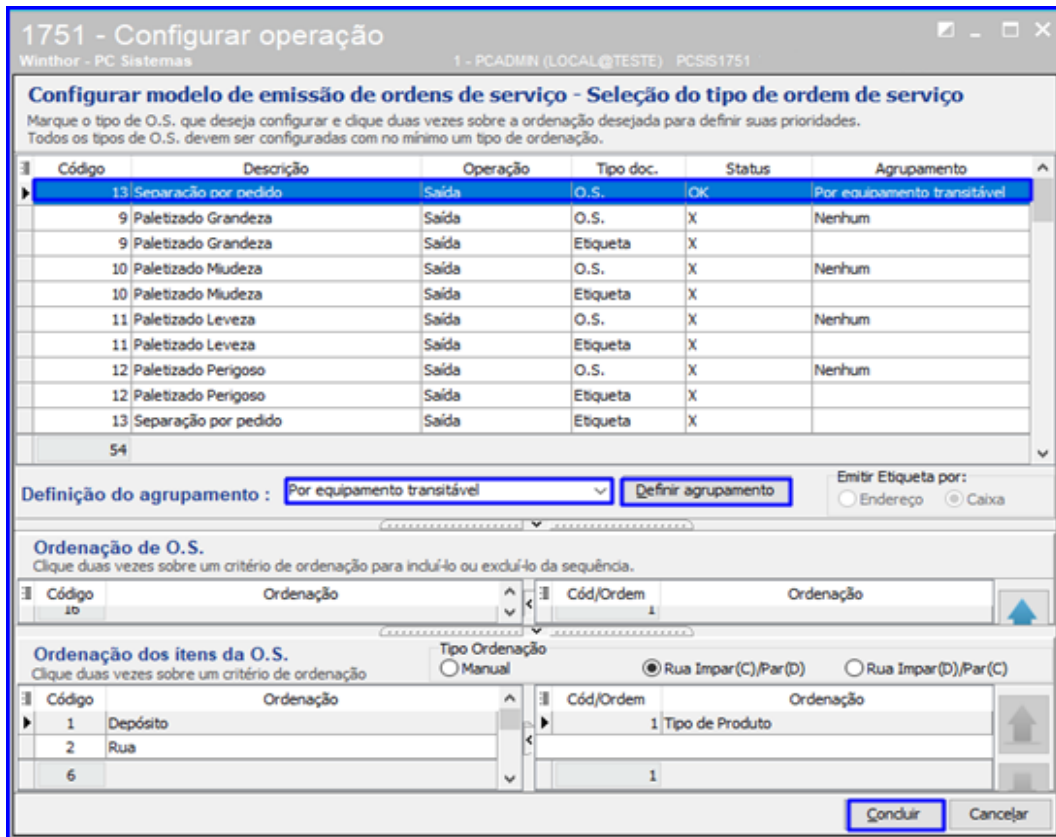 1751 - Configurar operação
Winthor - PC Sistemas 1 - PCADMIN (LOCAL@TESTE) PCSIS1751
Configurar modelo de emissão de ordens de serviço - Seleção do tipo de ordem de serviço
Marque o tipo de O.S. que deseja configurar e clique duas vezes sobre a ordenação desejada para definir suas prioridades.
Todos os tipos de O.S. devem ser configuradas com no mínimo um tipo de ordenação.
Código Descrição Operação Tipo doc. Status Agrupamento
13 Separação por pedido Saída O.S. OK Por equipamento transitável
9 Paletizado Grandeza Saída O.S. X Nenhum
9 Paletizado Grandeza Saída Etiqueta X
10 Paletizado Miudeza Saída O.S. X Nenhum
10 Paletizado Miudeza Saída Etiqueta X
11 Paletizado Leveza Saída O.S. X Nenhum
11 Paletizado Leveza Saída Etiqueta X
12 Paletizado Perigoso Saída O.S. X Nenhum
12 Paletizado Perigoso Saída Etiqueta X
13 Separação por pedido Saída Etiqueta X
54
Emitir Etiqueta por:
Definição do agrupamento : Por equipamento transitável Definir agrupamento Endereço Caixa
Ordenação de O.S.
Clique duas vezes sobre um critério de ordenação para incluí-lo ou excluí-lo da sequência.
Código Ordenação Cód/Ordem Ordenação
16 1
Ordenação dos ítens da O.S. Tipo Ordenação
Clique duas vezes sobre um critério de ordenação Manual Rua Impar(C)/Par(D) Rua Impar(D)/Par(C)
Código Ordenação Cód/Ordem Ordenação
1 Depósito 1 Tipo de Produto
2 Rua
6 1
Concluir Cancelar